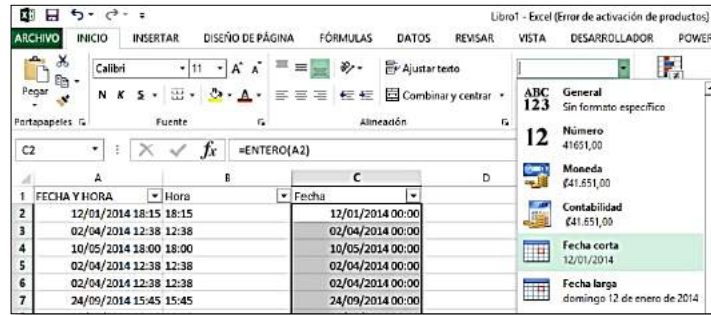 Libro1 - Excel (Error de activación de productos)
ARCHIVO INICIO INSERTAR DISEÑO DE PÁGINA FÓRMULAS DATOS REVISAR VISTA DESARROLLADOR POWER
Calibri 11 A A Ajustar texto
Pegar N K S A Combinar y centrar
Portapapeles Fuente Alineación
ABC 123 General
Sin formato específico
12 Número
41651,00
Moneda
₡41.651,00
Contabilidad
₡41.651,00
Fecha corta
12/01/2014
Fecha larga
domingo 12 de enero de 2014
C2 fx =ENTERO(A2)
A B C D
1 FECHA Y HORA Hora Fecha
2 12/01/2014 18:15 18:15 12/01/2014 00:00
3 02/04/2014 12:38 12:38 02/04/2014 00:00
4 10/05/2014 18:00 18:00 10/05/2014 00:00
5 02/04/2014 12:38 12:38 02/04/2014 00:00
6 02/04/2014 12:38 12:38 02/04/2014 00:00
7 24/09/2014 15:45 15:45 24/09/2014 00:00